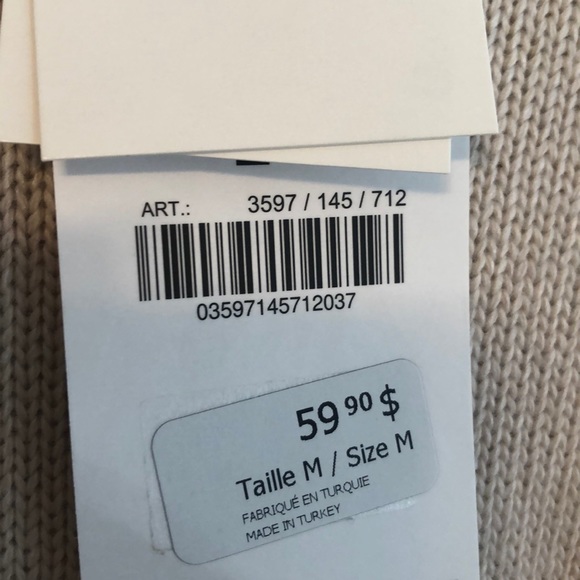 ART.: 3597 / 145 / 712
03597145712037
59 90 $
Taille M / Size M
FABRIQUÉ EN TURQUIE
MADE IN TURKEY